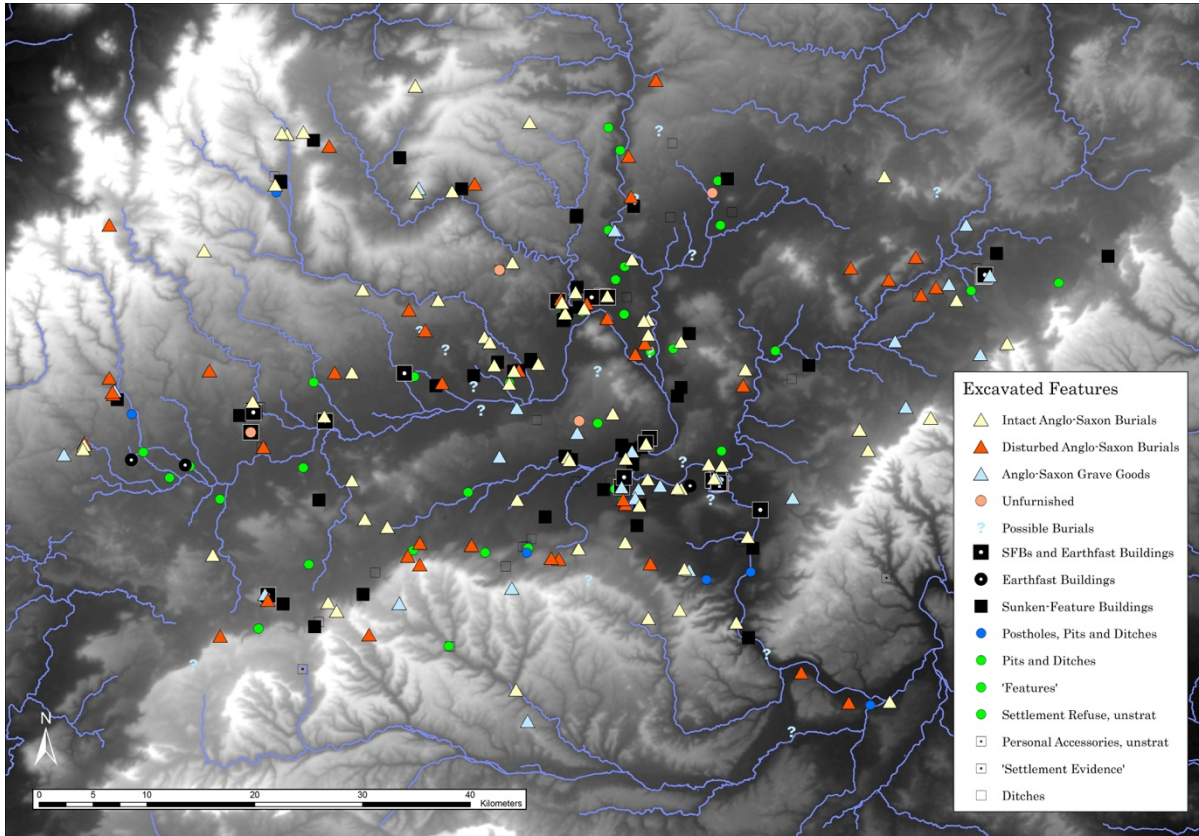 Excavated Features
Intact Anglo-Saxon Burials
Disturbed Anglo-Saxon Burials
Anglo-Saxon Grave Goods
Unfurnished
? Possible Burials
SFBs and Earthfast Buildings
Earthfast Buildings
Sunken-Feature Buildings
Postholes, Pits and Ditches
Pits and Ditches
'Features'
Settlement Refuse, unstrat
Personal Accessories, unstrat
'Settlement Evidence'
Ditches
N
0 10 20 30 40
Kilometers